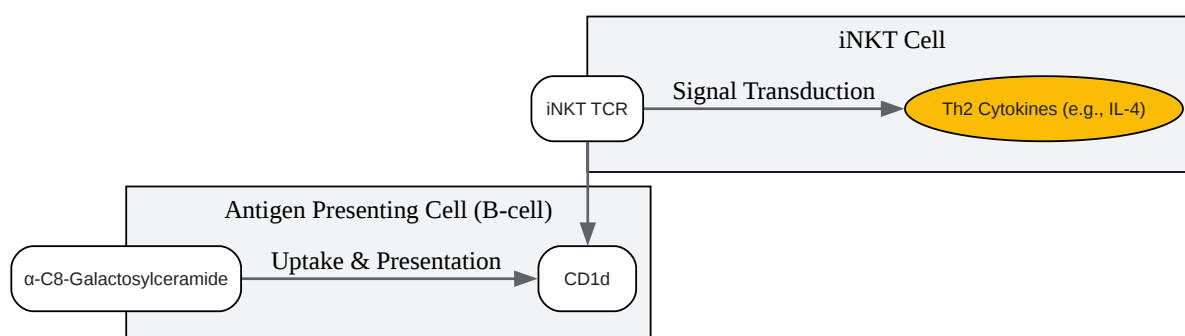 iNKT Cell
Signal Transduction
iNKT TCR
Th2 Cytokines (e.g., IL-4)
Antigen Presenting Cell (B-cell)
Uptake & Presentation
α-C8-Galactosylceramide
CD1d